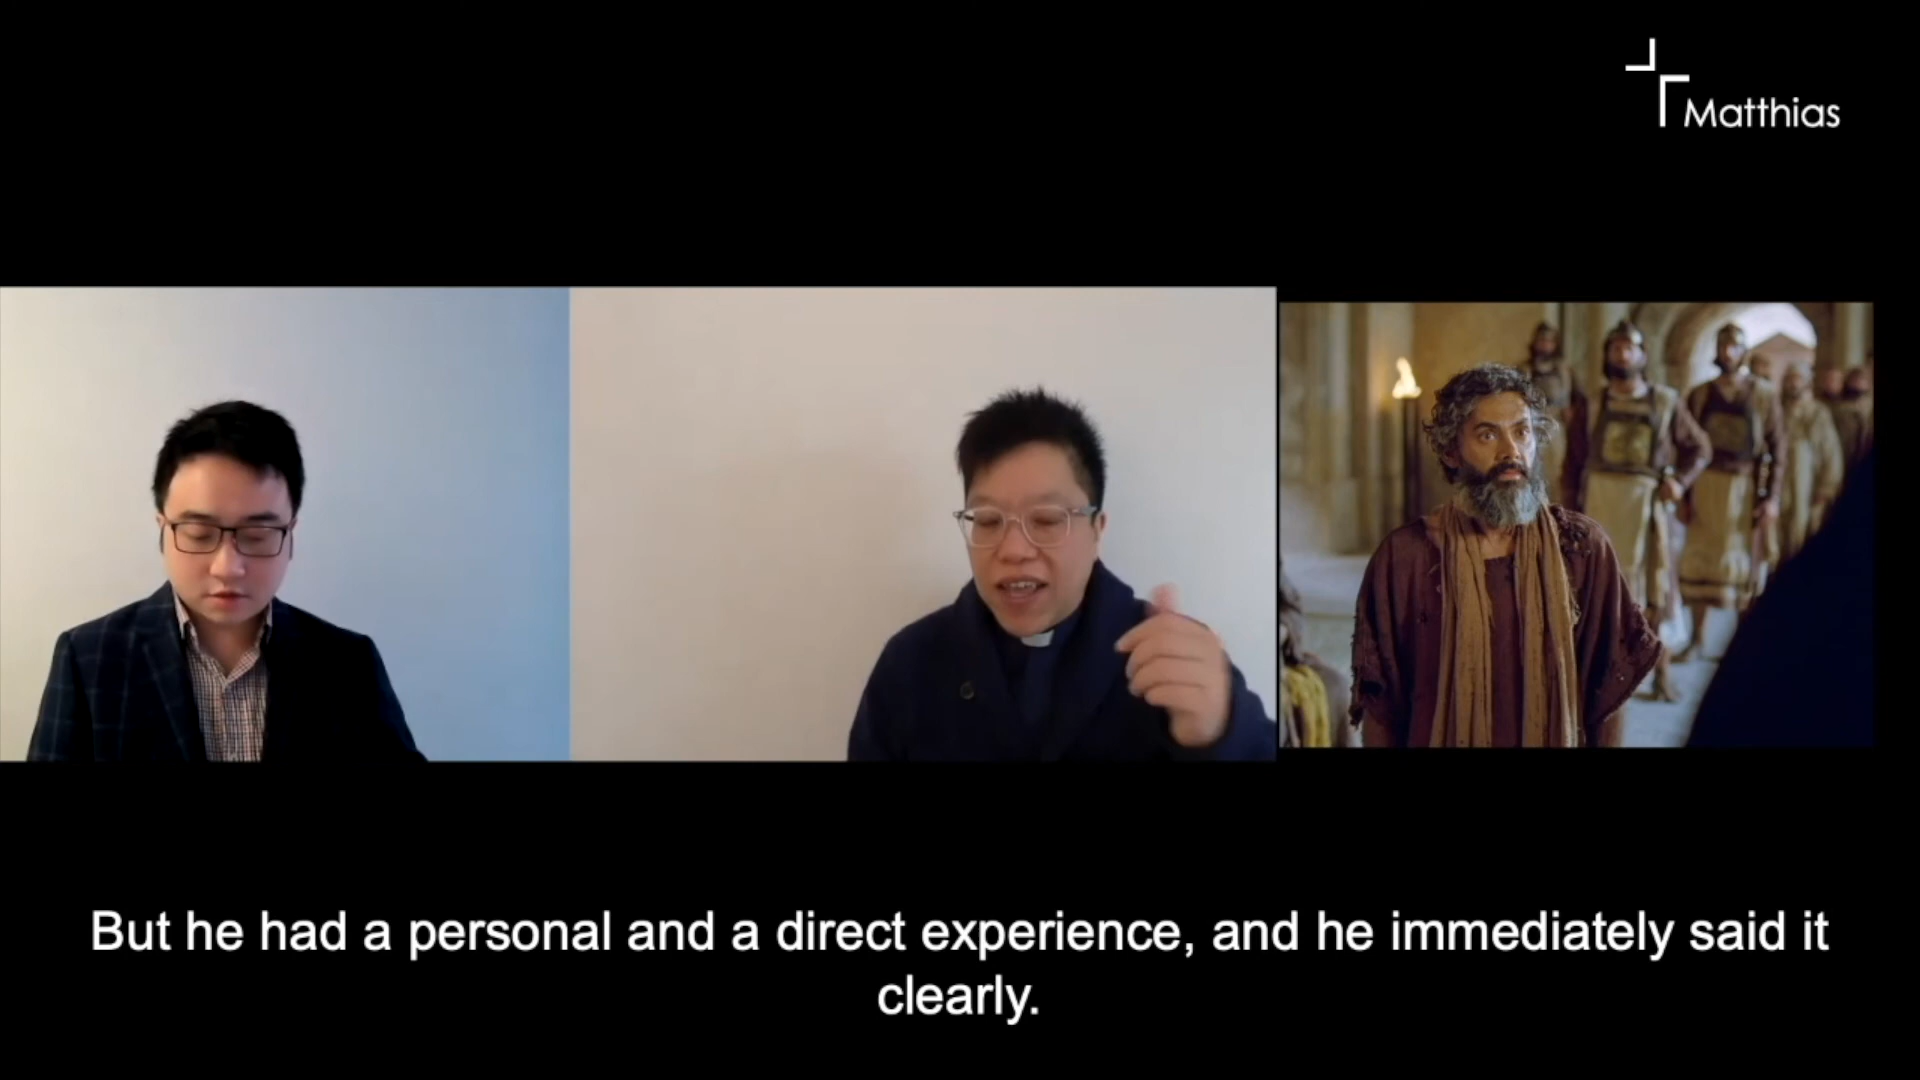 Matthias
But he had a personal and a direct experience, and he immediately said it
clearly.